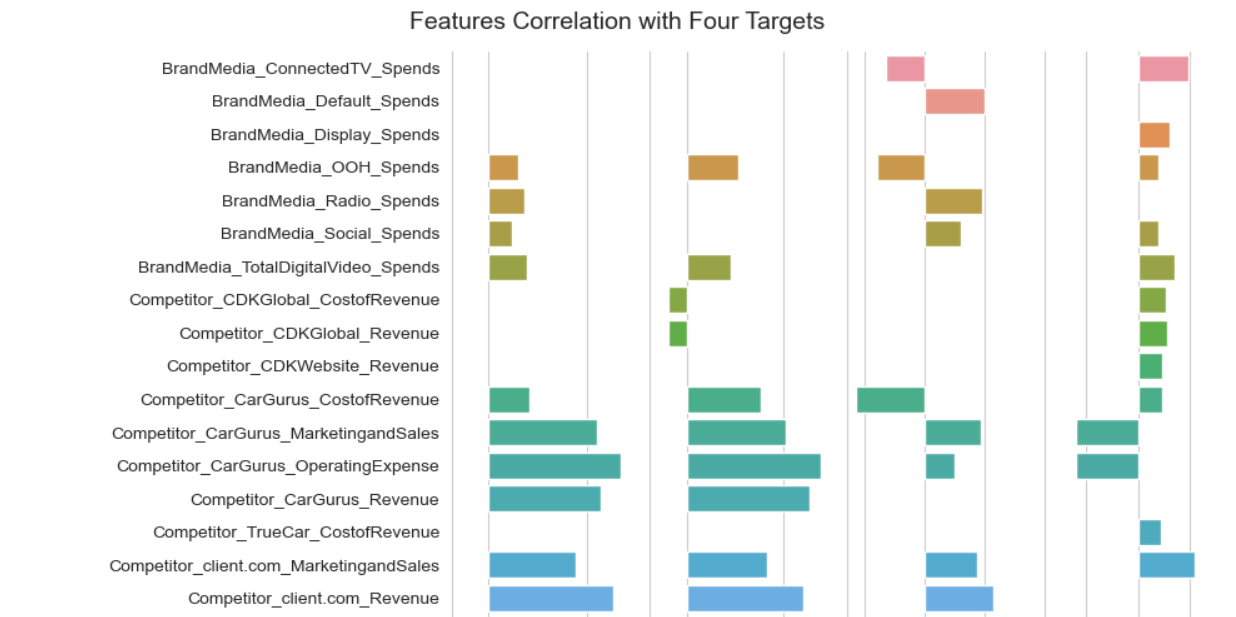 Features Correlation with Four Targets
BrandMedia_ConnectedTV_Spends
BrandMedia_Default_Spends
BrandMedia_Display_Spends
BrandMedia_OOH_Spends
BrandMedia_Radio_Spends
BrandMedia_Social_Spends
BrandMedia_TotalDigitalVideo_Spends
Competitor_CDKGlobal_CostofRevenue
Competitor_CDKGlobal_Revenue
Competitor_CDKWebsite_Revenue
Competitor_CarGurus_CostofRevenue
Competitor_CarGurus_MarketingandSales
Competitor_CarGurus_OperatingExpense
Competitor_CarGurus_Revenue
Competitor_TrueCar_CostofRevenue
Competitor_client.com_MarketingandSales
Competitor_client.com_Revenue